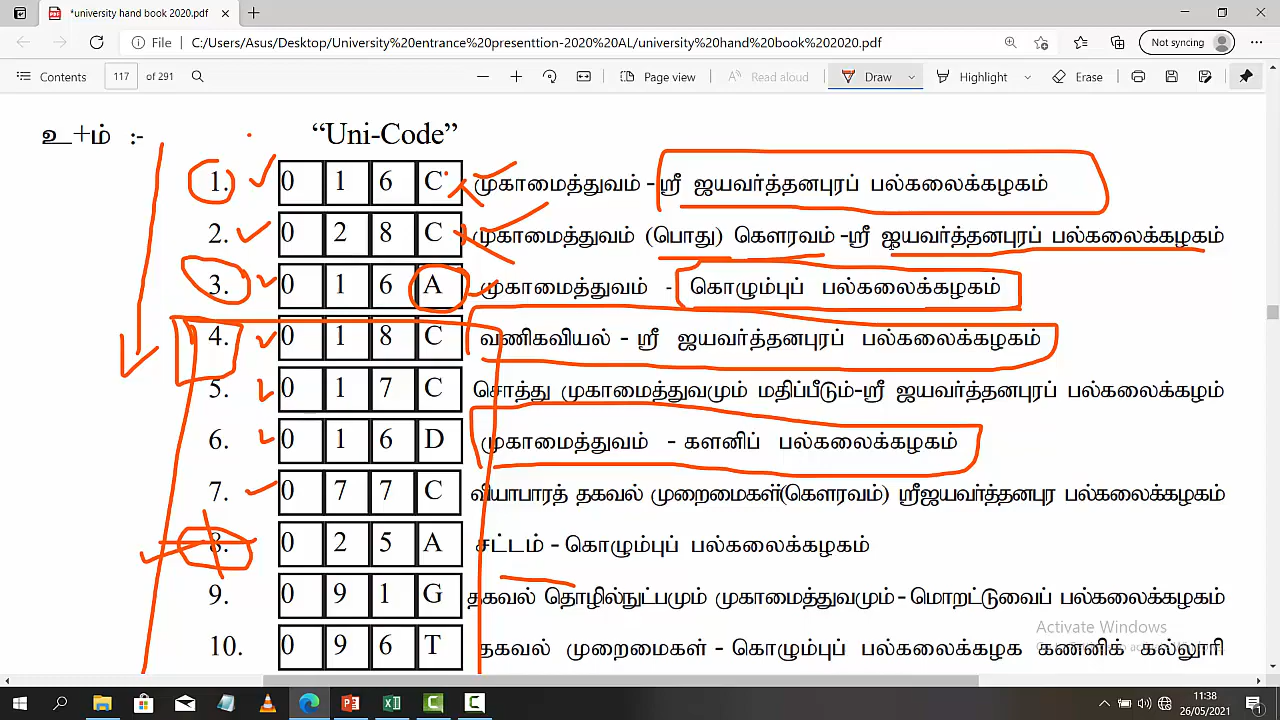 *university hand book 2020.pdf
File C:/Users/Asus/Desktop/University%20entrance%20presenttion-2020%20AL/university%20hand%20book%202020.pdf Not syncing
Contents 117 of 291 Page view Read aloud Draw Highlight Erase
உ+ம் :- “Uni-Code”
1. 0 1 6 C முகாமைத்துவம் - ஸ்ரீ ஜயவர்த்தனபுரப் பல்கலைக்கழகம்
2. 0 2 8 C முகாமைத்துவம் (பொது) கௌரவம் -ஸ்ரீ ஜயவர்த்தனபுரப் பல்கலைக்கழகம்
3. 0 1 6 A முகாமைத்துவம் - கொழும்புப் பல்கலைக்கழகம்
4. 0 1 8 C வணிகவியல் - ஸ்ரீ ஜயவர்த்தனபுரப் பல்கலைக்கழகம்
5. 0 1 7 C சொத்து முகாமைத்துவமும் மதிப்பீடும்-ஸ்ரீ ஜயவர்த்தனபுரப் பல்கலைக்கழகம்
6. 0 1 6 D முகாமைத்துவம் - களனிப் பல்கலைக்கழகம்
7. 0 7 7 C வியாபாரத் தகவல் முறைமைகள்(கௌரவம்) ஸ்ரீஜயவர்த்தனபுர பல்கலைக்கழகம்
8. 0 2 5 A சட்டம் - கொழும்புப் பல்கலைக்கழகம்
9. 0 9 1 G தகவல் தொழில்நுட்பமும் முகாமைத்துவமும் - மொறட்டுவைப் பல்கலைக்கழகம்
10. 0 9 6 T தகவல் முறைமைகள் - கொழும்புப் பல்கலைக்கழக கணனிக் கல்லூரி
Activate Windows
11:38
26/05/2021